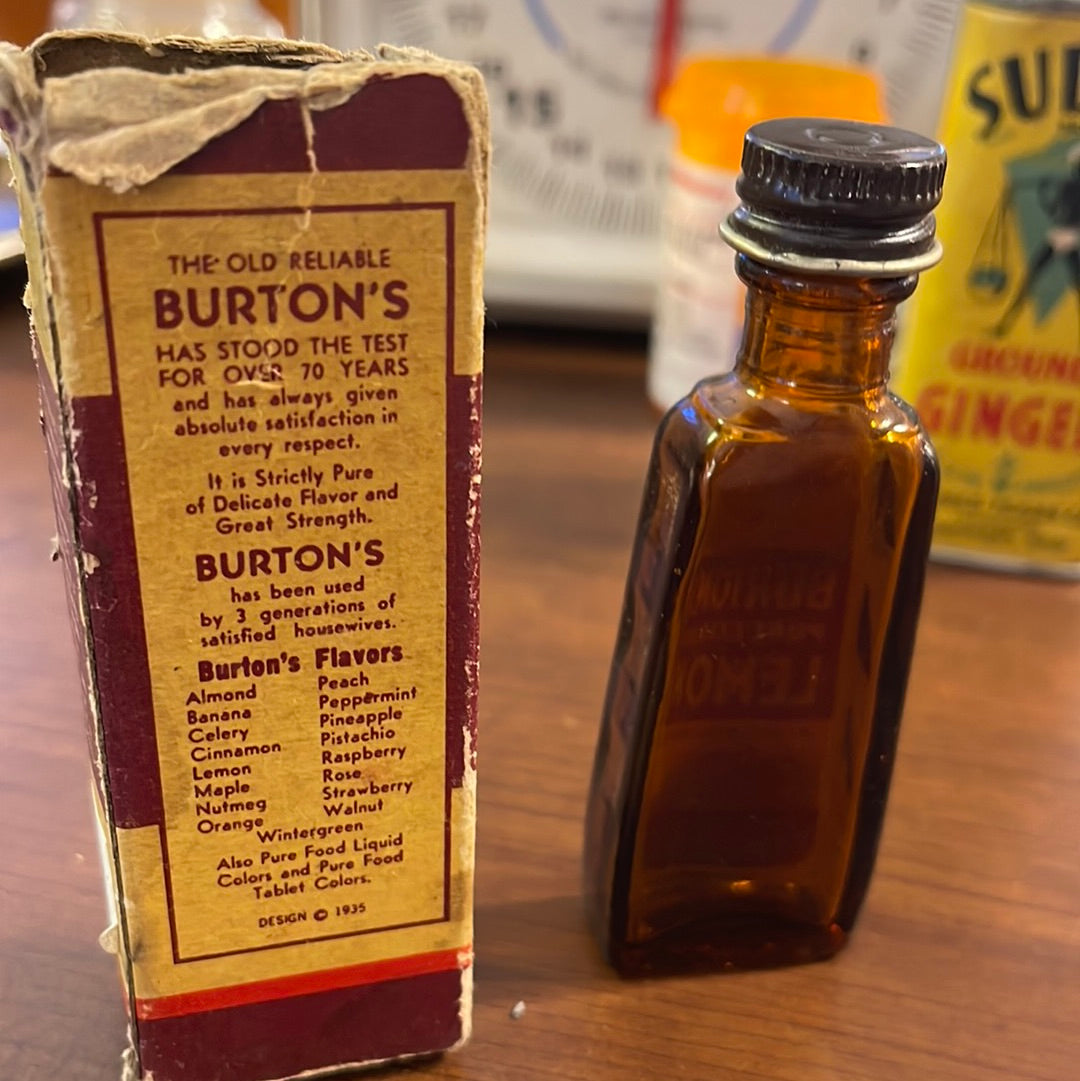 THE OLD RELIABLE
BURTON'S
HAS STOOD THE TEST
FOR OVER 70 YEARS
and has always given
absolute satisfaction in
every respect.
It is Strictly Pure
of Delicate Flavor and
Great Strength.
BURTON'S
has been used
by 3 generations of
satisfied housewives.
Burton's Flavors
Almond
Banana
Celery
Cinnamon
Lemon
Maple
Nutmeg
Orange
Peach
Peppermint
Pineapple
Pistachio
Raspberry
Rose
Strawberry
Walnut
Wintergreen
Also Pure Food Liquid
Colors and Pure Food
Tablet Colors.
DESIGN © 1935
LEMON
15
GROUND
GINGER